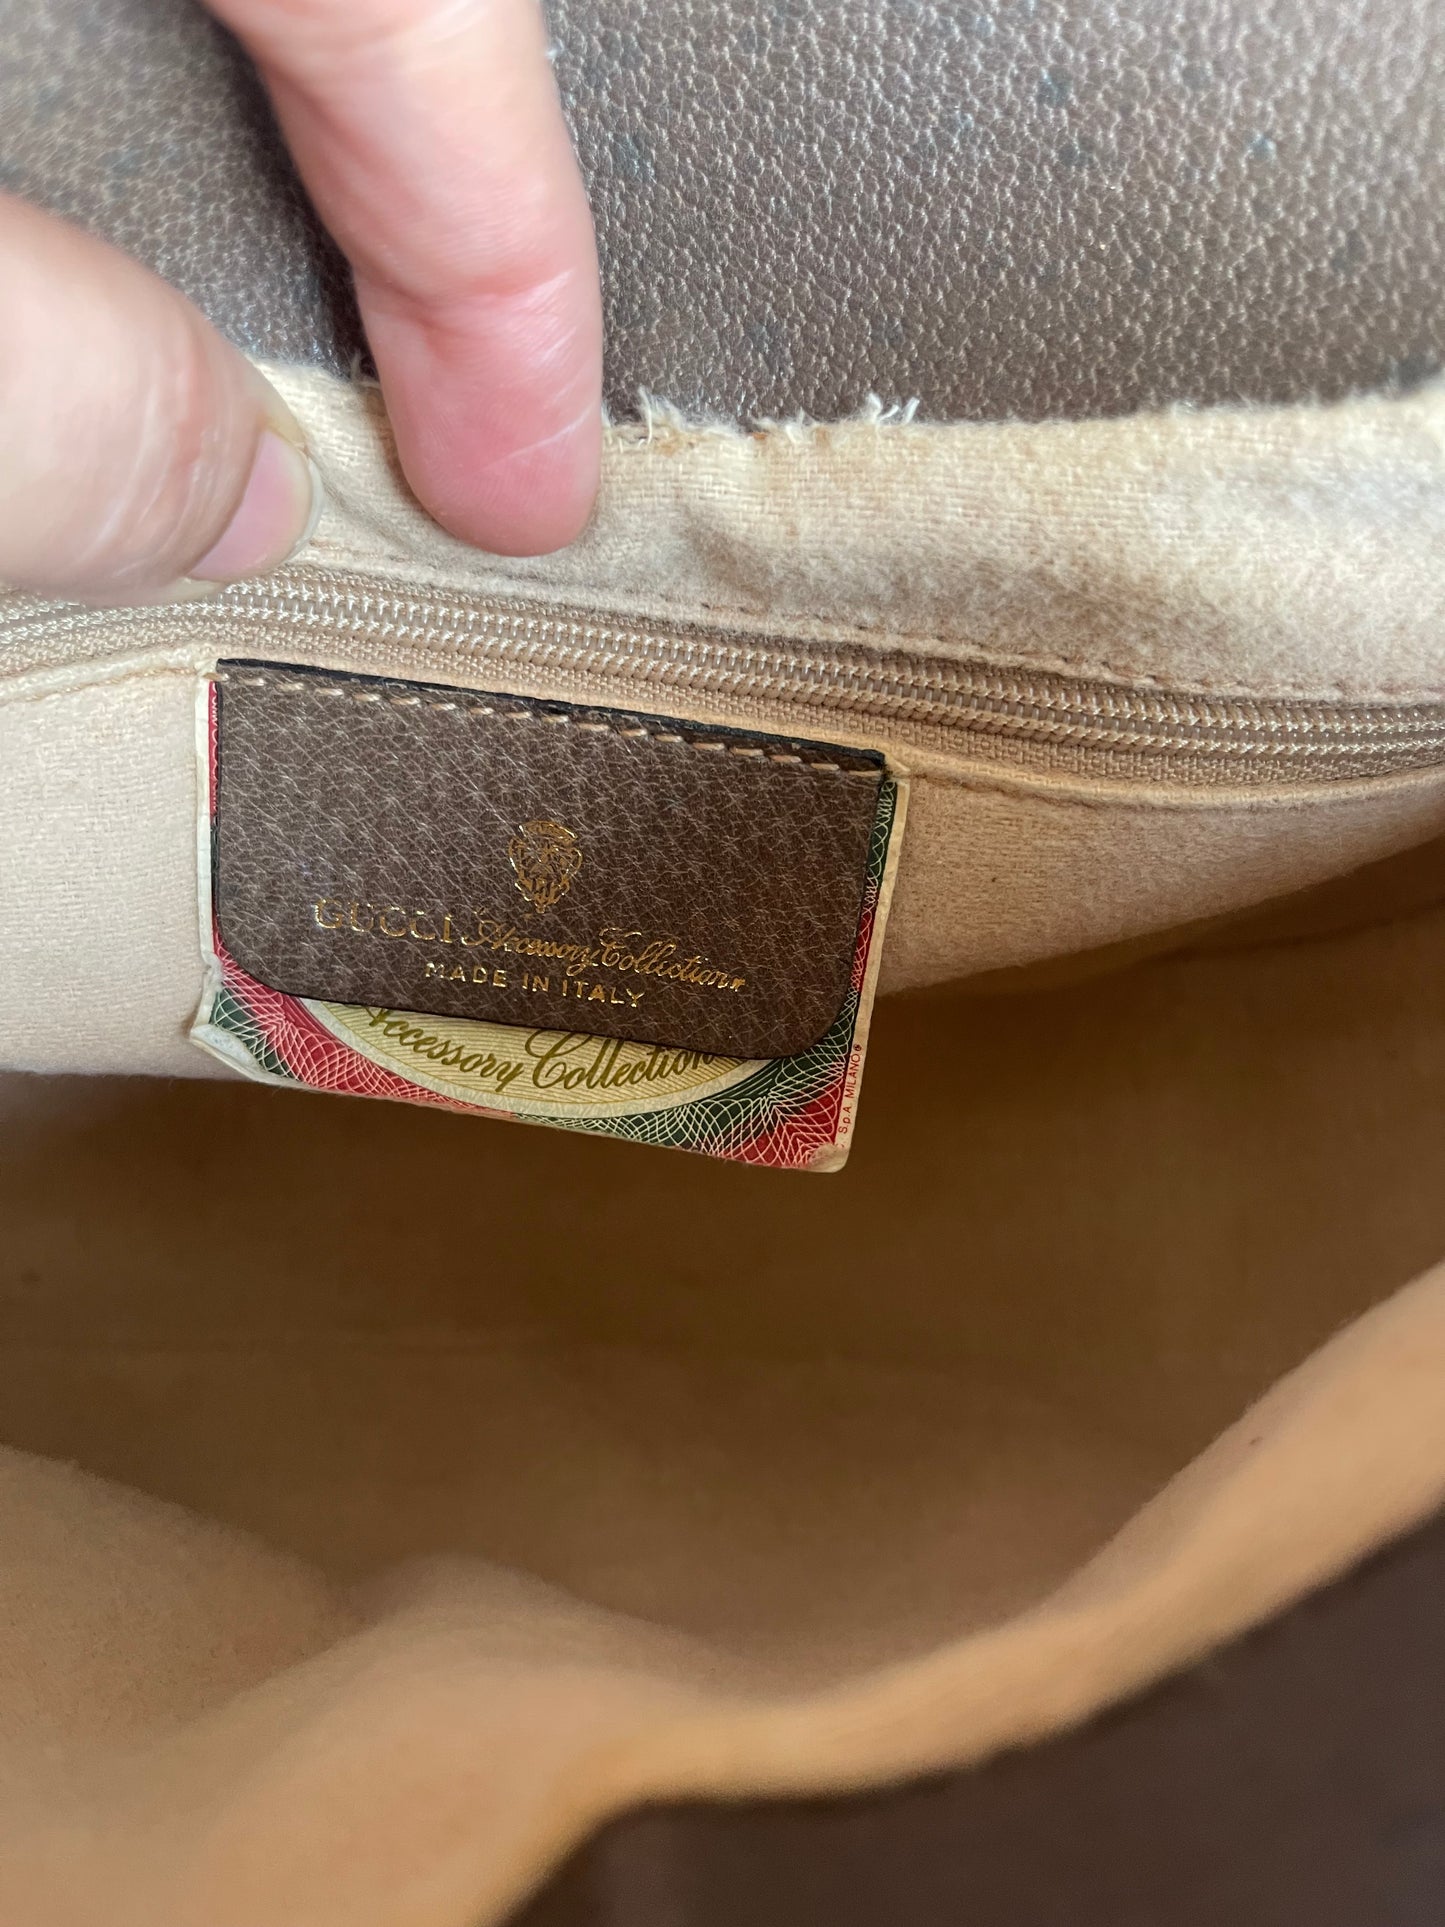 GUCCI Accessory Collection
MADE IN ITALY
Accessory Collection
S.p.A. MILANO